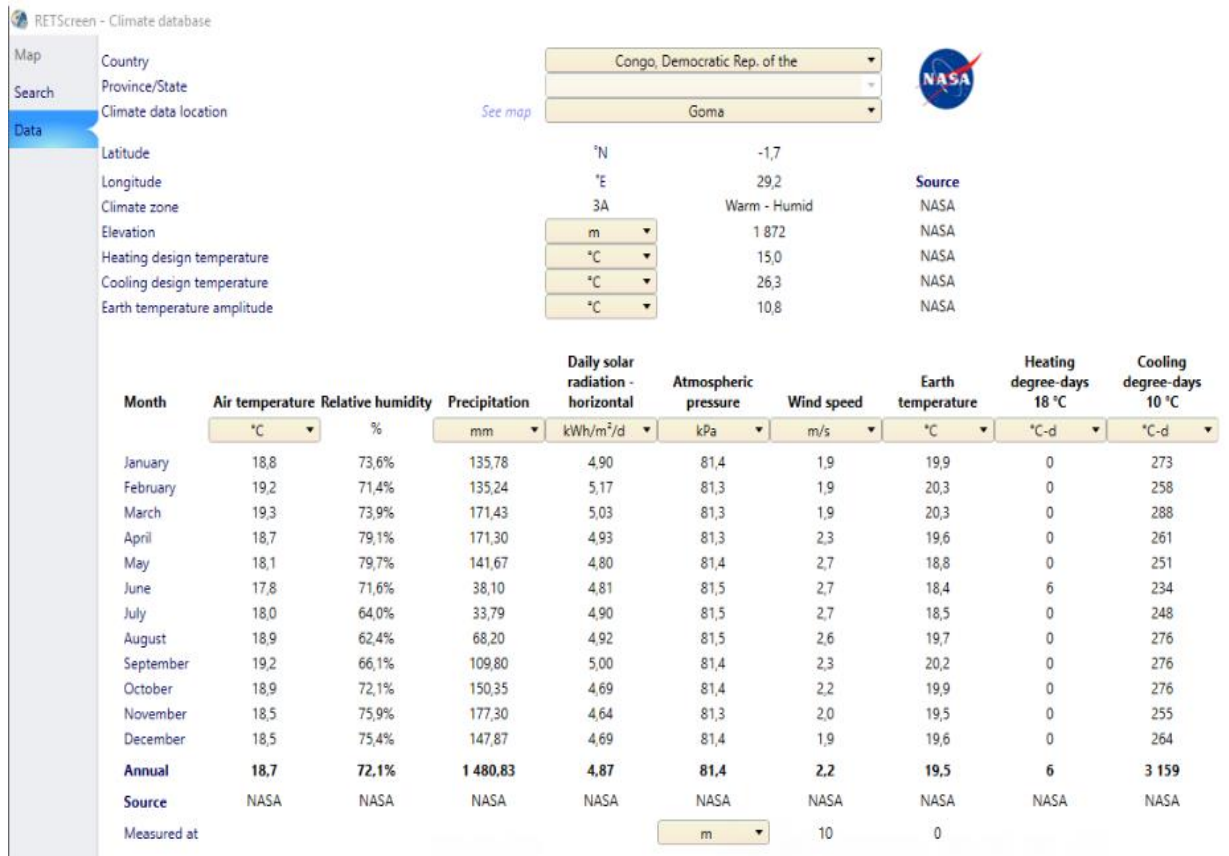 RETScreen - Climate database
Map
Search
Data
Country Congo, Democratic Rep. of the
Province/State
Climate data location See map Goma
NASA
Latitude °N -1,7
Longitude °E 29,2 Source
Climate zone 3A Warm - Humid NASA
Elevation m 1 872 NASA
Heating design temperature °C 15,0 NASA
Cooling design temperature °C 26,3 NASA
Earth temperature amplitude °C 10,8 NASA
Month Air temperature Relative humidity Precipitation Daily solar radiation - horizontal Atmospheric pressure Wind speed Earth temperature Heating degree-days 18 °C Cooling degree-days 10 °C
°C % mm kWh/m²/d kPa m/s °C °C-d °C-d
January 18,8 73,6% 135,78 4,90 81,4 1,9 19,9 0 273
February 19,2 71,4% 135,24 5,17 81,3 1,9 20,3 0 258
March 19,3 73,9% 171,43 5,03 81,3 1,9 20,3 0 288
April 18,7 79,1% 171,30 4,93 81,3 2,3 19,6 0 261
May 18,1 79,7% 141,67 4,80 81,4 2,7 18,8 0 251
June 17,8 71,6% 38,10 4,81 81,5 2,7 18,4 6 234
July 18,0 64,0% 33,79 4,90 81,5 2,7 18,5 0 248
August 18,9 62,4% 68,20 4,92 81,5 2,6 19,7 0 276
September 19,2 66,1% 109,80 5,00 81,4 2,3 20,2 0 276
October 18,9 72,1% 150,35 4,69 81,4 2,2 19,9 0 276
November 18,5 75,9% 177,30 4,64 81,3 2,0 19,5 0 255
December 18,5 75,4% 147,87 4,69 81,4 1,9 19,6 0 264
Annual 18,7 72,1% 1 480,83 4,87 81,4 2,2 19,5 6 3 159
Source NASA NASA NASA NASA NASA NASA NASA NASA NASA
Measured at m 10 0